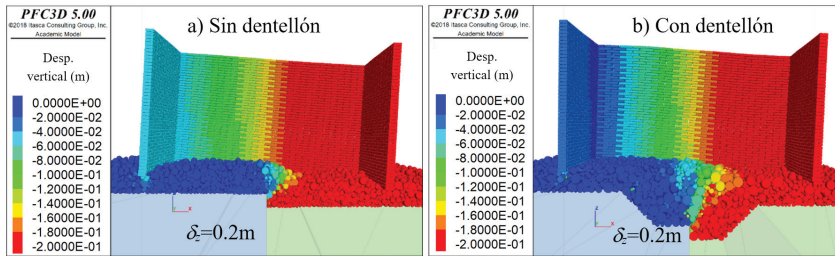 PFC3D 5.00
©2018 Itasca Consulting Group, Inc.
Academic Model
a) Sin dentellón
Desp.
vertical (m)
0.0000E+00
-2.0000E-02
-4.0000E-02
-6.0000E-02
-8.0000E-02
-1.0000E-01
-1.2000E-01
-1.4000E-01
-1.6000E-01
-1.8000E-01
-2.0000E-01
z
x
δz=0.2m
PFC3D 5.00
©2018 Itasca Consulting Group, Inc.
Academic Model
b) Con dentellón
Desp.
vertical (m)
0.0000E+00
-2.0000E-02
-4.0000E-02
-6.0000E-02
-8.0000E-02
-1.0000E-01
-1.2000E-01
-1.4000E-01
-1.6000E-01
-1.8000E-01
-2.0000E-01
z
x
δz=0.2m